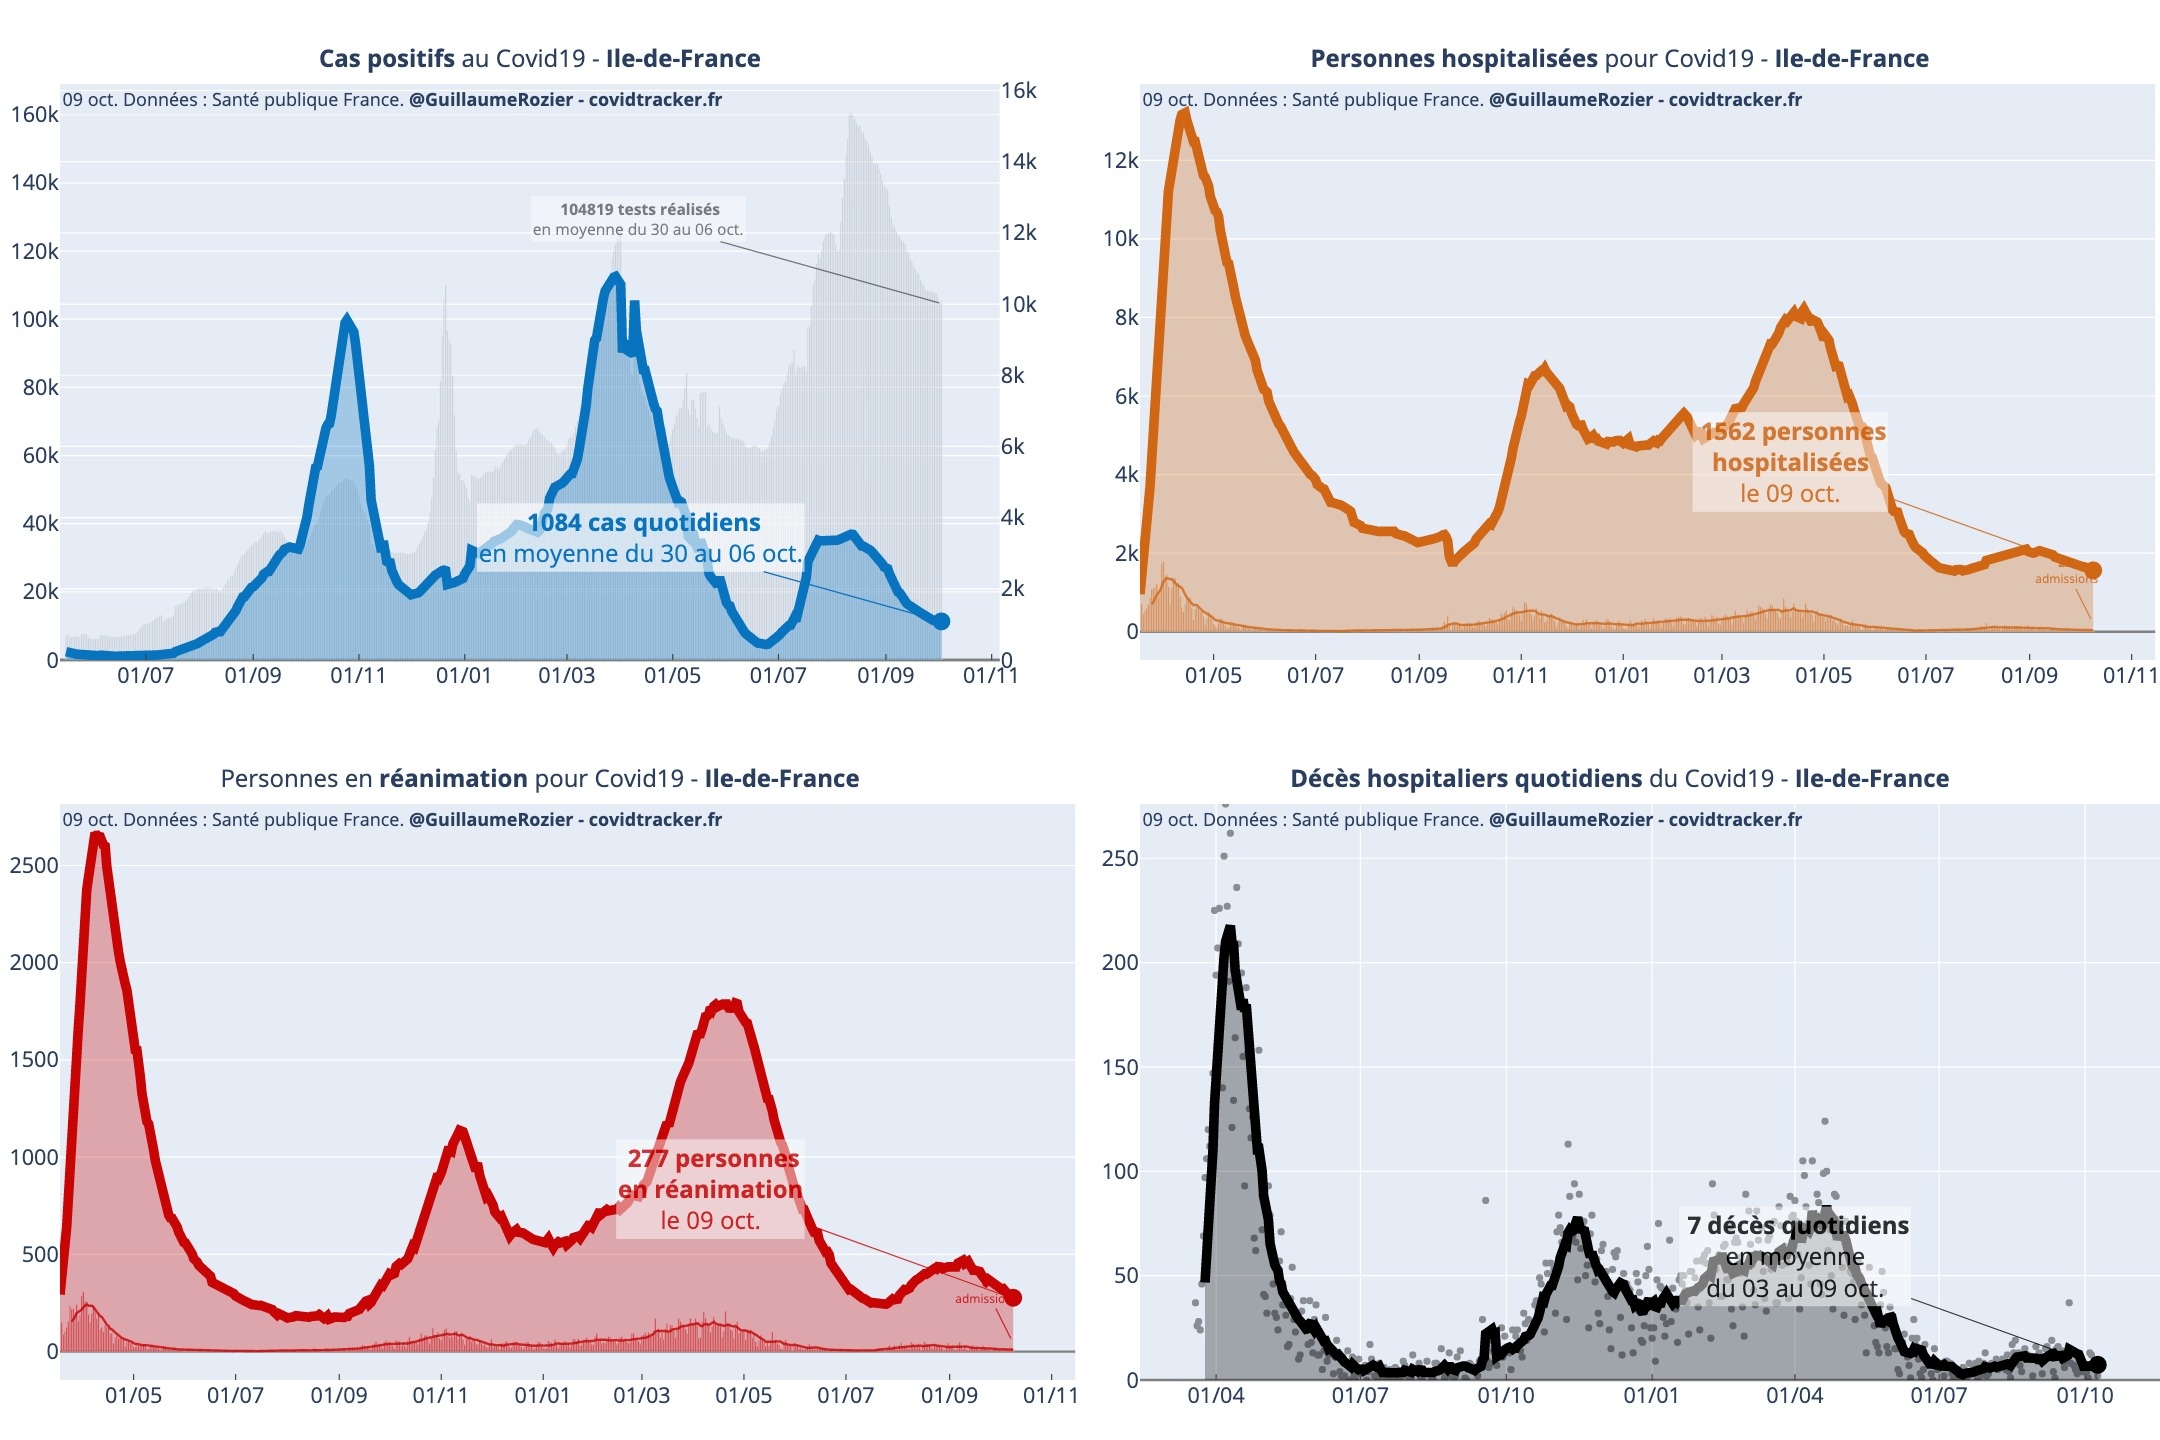 Cas positifs au Covid19 - Ile-de-France
09 oct. Données : Santé publique France. @GuillaumeRozier - covidtracker.fr
160k
140k
120k
100k
80k
60k
40k
20k
0
16k
14k
12k
10k
8k
6k
4k
2k
0
104819 tests réalisés
en moyenne du 30 au 06 oct.
1084 cas quotidiens
en moyenne du 30 au 06 oct.
01/07 01/09 01/11 01/01 01/03 01/05 01/07 01/09 01/11
Personnes hospitalisées pour Covid19 - Ile-de-France
09 oct. Données : Santé publique France. @GuillaumeRozier - covidtracker.fr
12k
10k
8k
6k
4k
2k
0
1562 personnes
hospitalisées
le 09 oct.
admissions
01/05 01/07 01/09 01/11 01/01 01/03 01/05 01/07 01/09 01/11
Personnes en réanimation pour Covid19 - Ile-de-France
09 oct. Données : Santé publique France. @GuillaumeRozier - covidtracker.fr
2500
2000
1500
1000
500
0
277 personnes
en réanimation
le 09 oct.
01/05 01/07 01/09 01/11 01/01 01/03 01/05 01/07 01/09 01/11
Décès hospitaliers quotidiens du Covid19 - Ile-de-France
09 oct. Données : Santé publique France. @GuillaumeRozier - covidtracker.fr
250
200
150
100
50
0
7 décès quotidiens
en moyenne
du 03 au 09 oct.
01/04 01/07 01/10 01/01 01/04 01/07 01/10